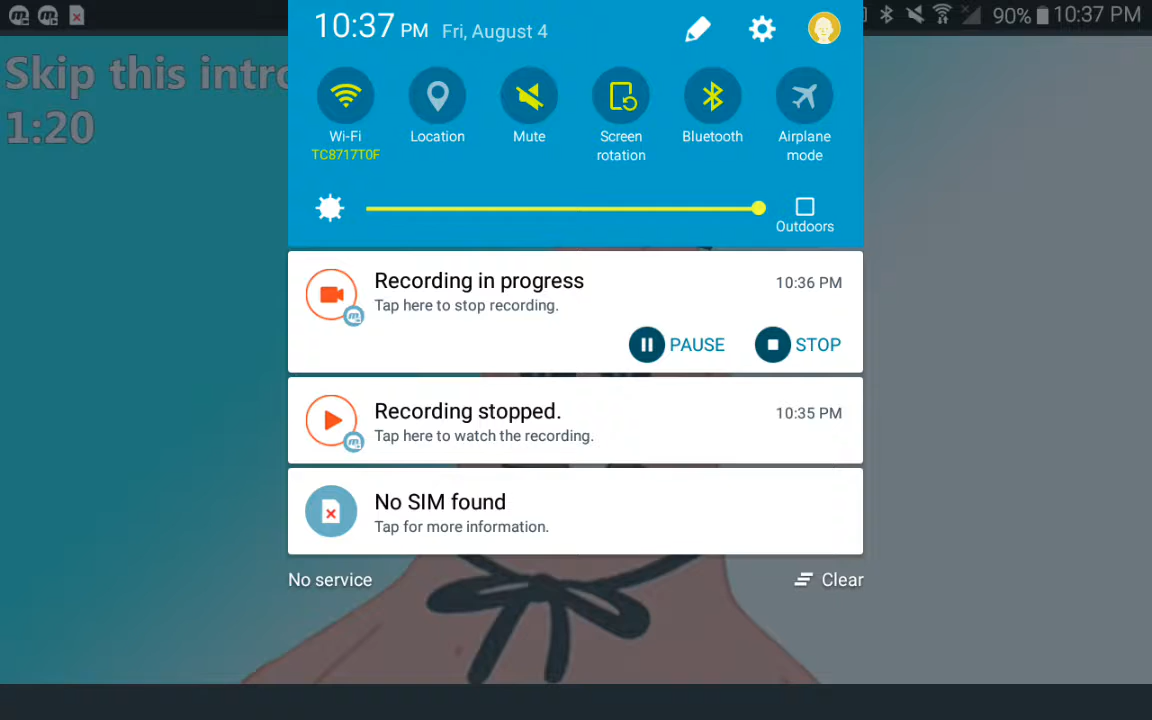 90% 10:37 PM
10:37 PM Fri, August 4
Skip this intro
1:20
Wi-Fi
TC8717T0F
Location
Mute
Screen
rotation
Bluetooth
Airplane
mode
Outdoors
Recording in progress
10:36 PM
Tap here to stop recording.
PAUSE
STOP
Recording stopped.
10:35 PM
Tap here to watch the recording.
No SIM found
Tap for more information.
No service
Clear